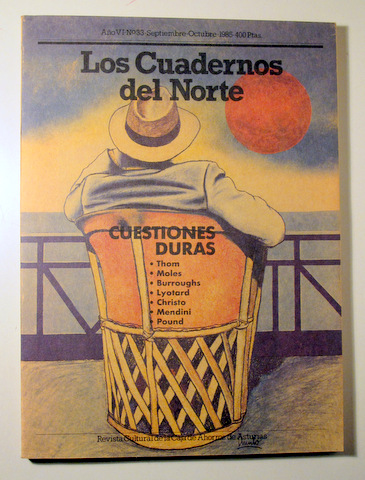 Año VI·Nº33·Septiembre-Octubre·1985·400 Ptas.
Los Cuadernos
del Norte
CUESTIONES
DURAS
• Thom
• Moles
• Burroughs
• Lyotard
• Christo
• Mendini
• Pound
Revista Cultural de la Caja de Ahorros de Asturias